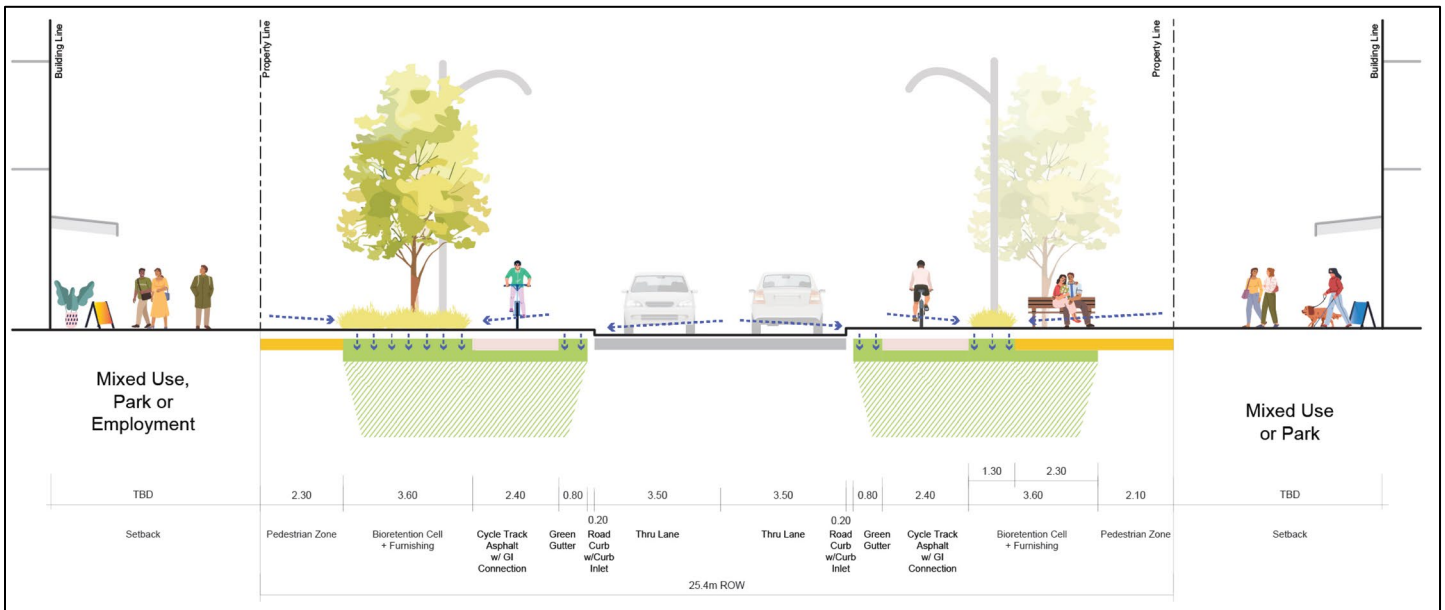 Building Line
Property Line
Property Line
Building Line
Mixed Use,
Park or
Employment
Mixed Use
or Park
1.30
2.30
TBD
2.30
3.60
2.40
0.80
3.50
3.50
0.80
2.40
3.60
2.10
TBD
0.20
0.20
Setback
Pedestrian Zone
Bioretention Cell
+ Furnishing
Cycle Track
Asphalt
w/ GI
Connection
Green
Gutter
Road
Curb
w/Curb
Inlet
Thru Lane
Thru Lane
Road
Curb
w/Curb
Inlet
Green
Gutter
Cycle Track
Asphalt
w/ GI
Connection
Bioretention Cell
+ Furnishing
Pedestrian Zone
Setback
25.4m ROW